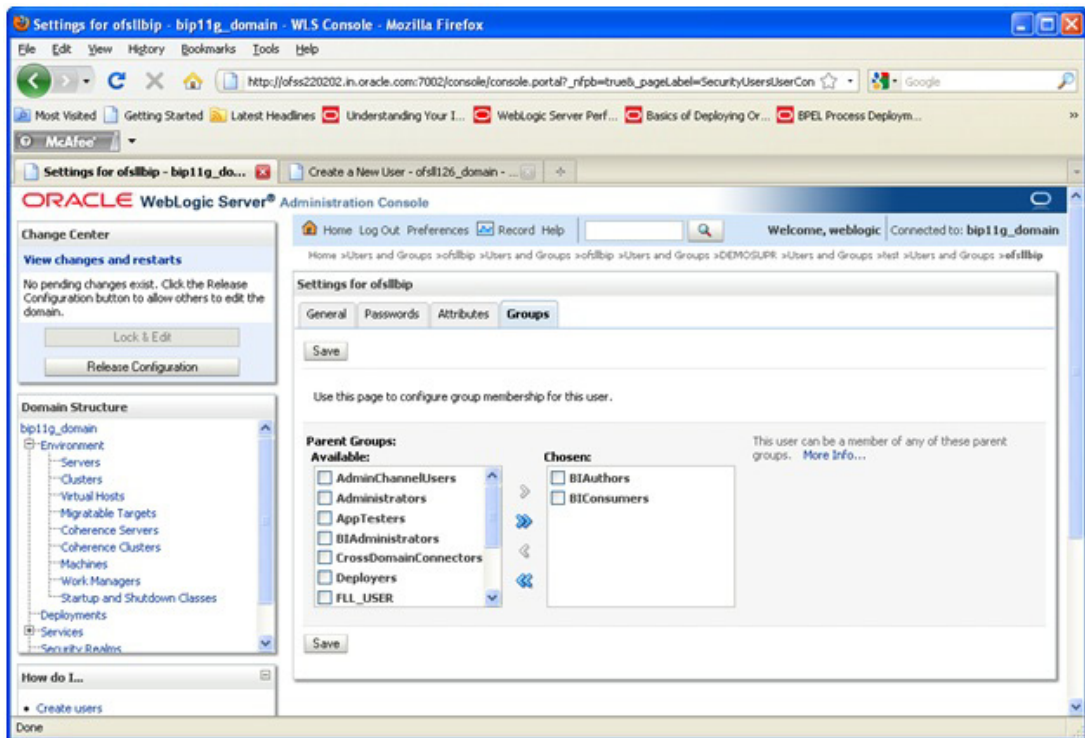 Settings for ofsllbip - bip11g_domain - WLS Console - Mozilla Firefox
File Edit View History Bookmarks Tools Help
http://ofss220202.in.oracle.com:7002/console/console.portal?_nfpb=true&_pageLabel=SecurityUsersUserCon
Google
Most Visited Getting Started Latest Headlines Understanding Your I... WebLogic Server Perf... Basics of Deploying Or... BPEL Process Deploym... »
McAfee
Settings for ofsllbip - bip11g_do... Create a New User - ofsll126_domain - ...
ORACLE WebLogic Server® Administration Console
Change Center
View changes and restarts
No pending changes exist. Click the Release
Configuration button to allow others to edit the
domain.
Lock & Edit
Release Configuration
Domain Structure
bip11g_domain
Environment
Servers
Clusters
Virtual Hosts
Migratable Targets
Coherence Servers
Coherence Clusters
Machines
Work Managers
Startup and Shutdown Classes
Deployments
Services
Security Realms
How do I...
Create users
Home Log Out Preferences Record Help
Welcome, weblogic Connected to: bip11g_domain
Home >Users and Groups >ofsllbip >Users and Groups >ofsllbip >Users and Groups >DEMOSUPR >Users and Groups >test >Users and Groups >ofsllbip
Settings for ofsllbip
General Passwords Attributes Groups
Save
Use this page to configure group membership for this user.
Parent Groups:
Available:
AdminChannelUsers
Administrators
AppTesters
BIAdministrators
CrossDomainConnectors
Deployers
FLL_USER
Chosen:
BIAuthors
BIConsumers
This user can be a member of any of these parent
groups. More Info...
Save
Done